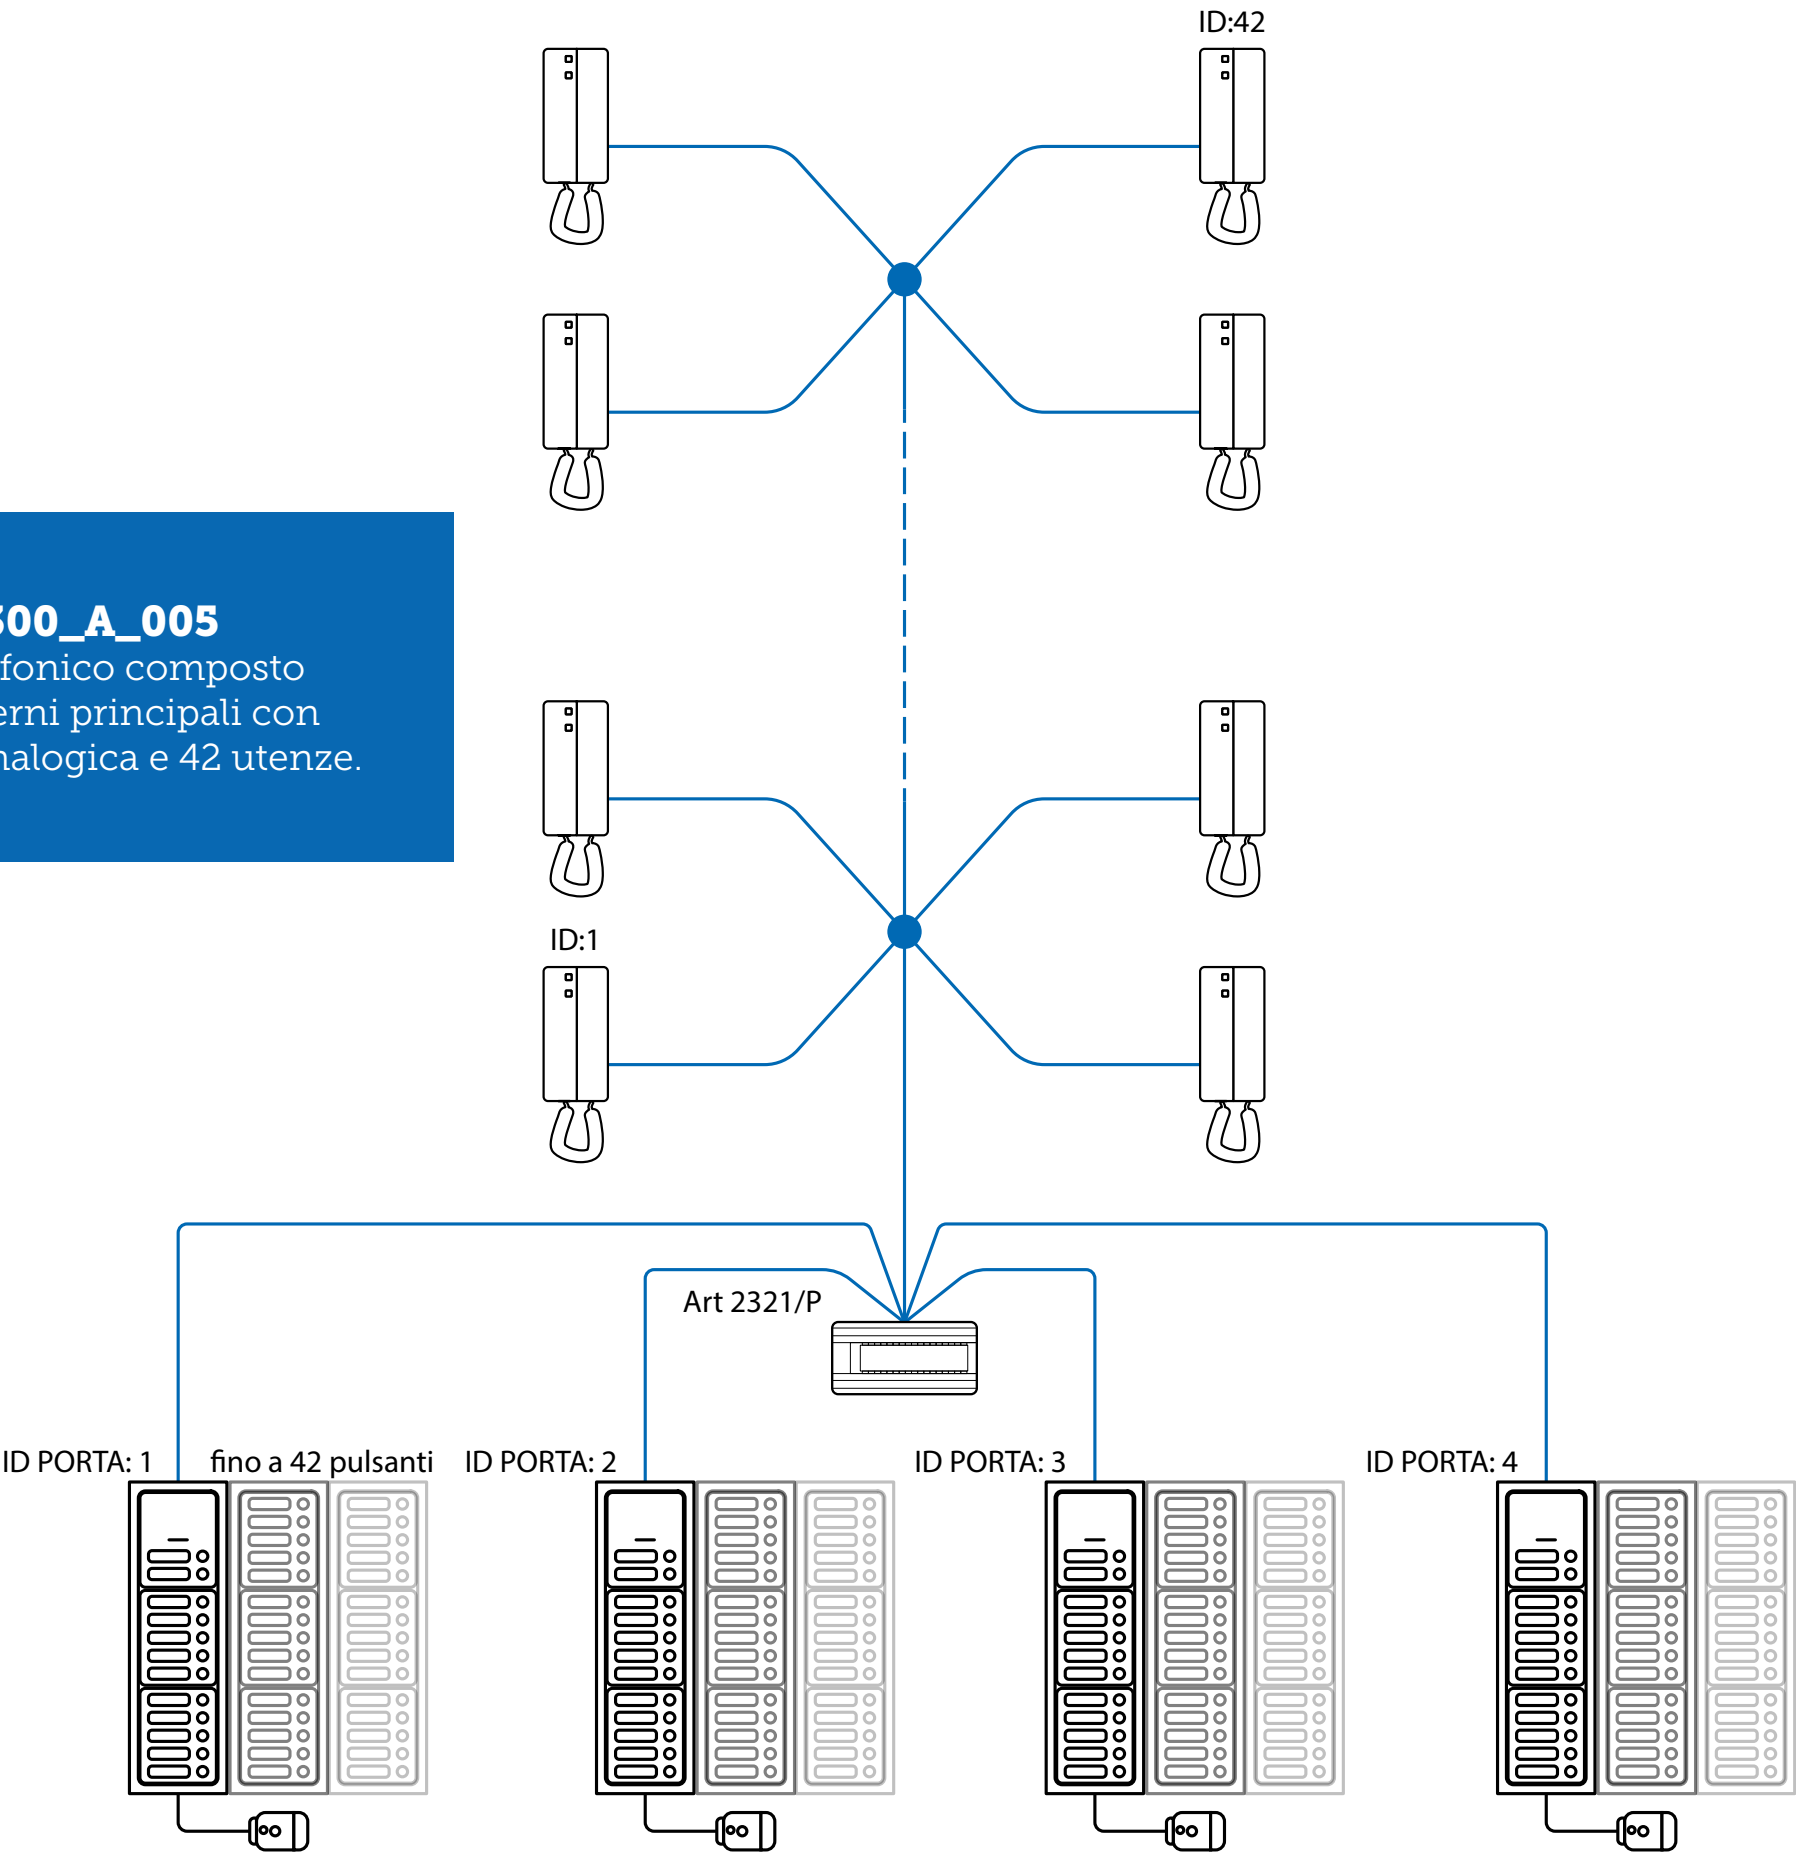 ID:42
00_A_005
fonico composto
erni principali con
nalogica e 42 utenze.
ID:1
Art 2321/P
ID PORTA: 1 fino a 42 pulsanti ID PORTA: 2 ID PORTA: 3 ID PORTA: 4